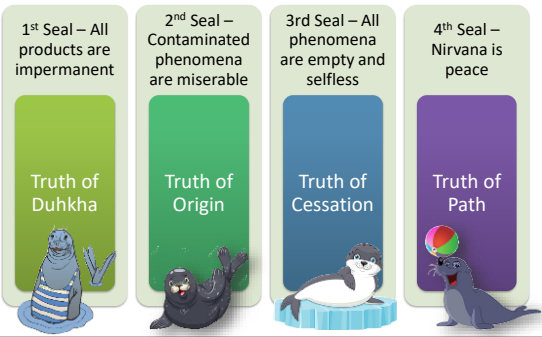 1st Seal – All
products are
impermanent
Truth of
Duhkha
2nd Seal –
Contaminated
phenomena
are miserable
Truth of
Origin
3rd Seal – All
phenomena
are empty and
selfless
Truth of
Cessation
4th Seal –
Nirvana is
peace
Truth of
Path